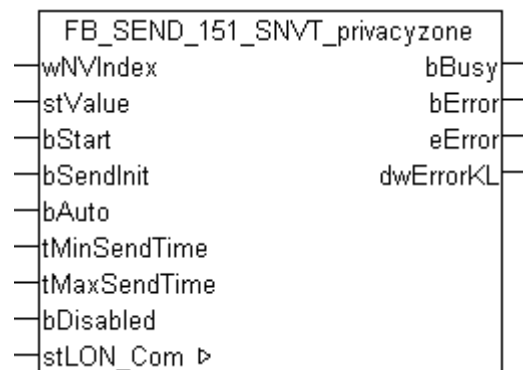 FB_SEND_151_SNVT_privacyzone
wNVIndex bBusy
stValue bError
bStart eError
bSendInit dwErrorKL
bAuto
tMinSendTime
tMaxSendTime
bDisabled
stLON_Com ▷